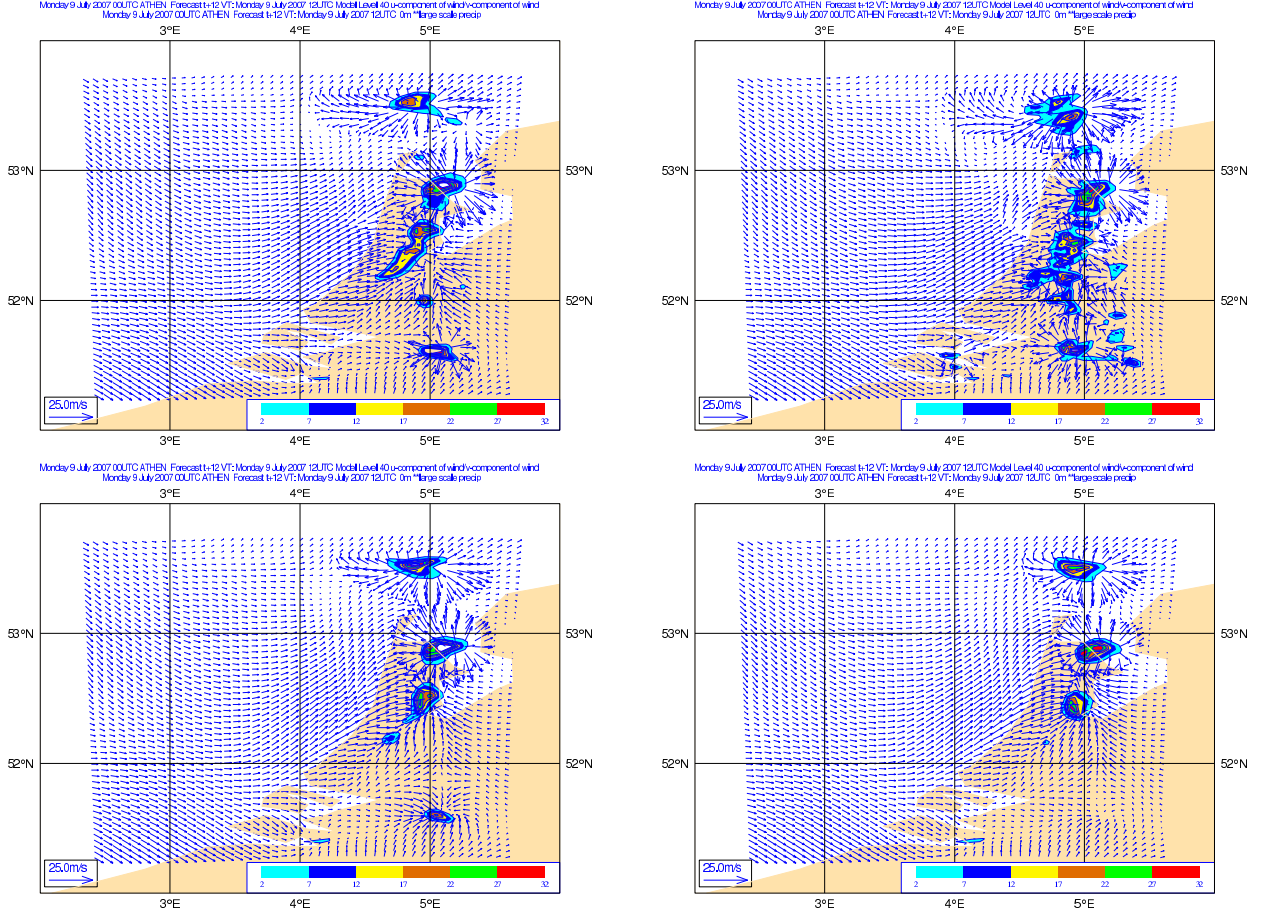 Monday 9 July 2007 00UTC ATHEN Forecast t+12 VT: Monday 9 July 2007 12UTC Model Level 40 u-component of wind/v-component of wind
Monday 9 July 2007 00UTC ATHEN Forecast t+12 VT: Monday 9 July 2007 12UTC 0m **large scale precip
3°E 4°E 5°E
53°N 53°N
52°N 52°N
25.0m/s
2 7 12 17 22 27 32
3°E 4°E 5°E
Monday 9 July 2007 00UTC ATHEN Forecast t+12 VT: Monday 9 July 2007 12UTC Model Level 40 u-component of wind/v-component of wind
Monday 9 July 2007 00UTC ATHEN Forecast t+12 VT: Monday 9 July 2007 12UTC 0m **large scale precip
3°E 4°E 5°E
53°N 53°N
52°N 52°N
25.0m/s
2 7 12 17 22 27 32
3°E 4°E 5°E
Monday 9 July 2007 00UTC ATHEN Forecast t+12 VT: Monday 9 July 2007 12UTC Model Level 40 u-component of wind/v-component of wind
Monday 9 July 2007 00UTC ATHEN Forecast t+12 VT: Monday 9 July 2007 12UTC 0m **large scale precip
3°E 4°E 5°E
53°N 53°N
52°N 52°N
25.0m/s
2 7 12 17 22 27 32
3°E 4°E 5°E
Monday 9 July 2007 00UTC ATHEN Forecast t+12 VT: Monday 9 July 2007 12UTC Model Level 40 u-component of wind/v-component of wind
Monday 9 July 2007 00UTC ATHEN Forecast t+12 VT: Monday 9 July 2007 12UTC 0m **large scale precip
3°E 4°E 5°E
53°N 53°N
52°N 52°N
25.0m/s
2 7 12 17 22 27 32
3°E 4°E 5°E